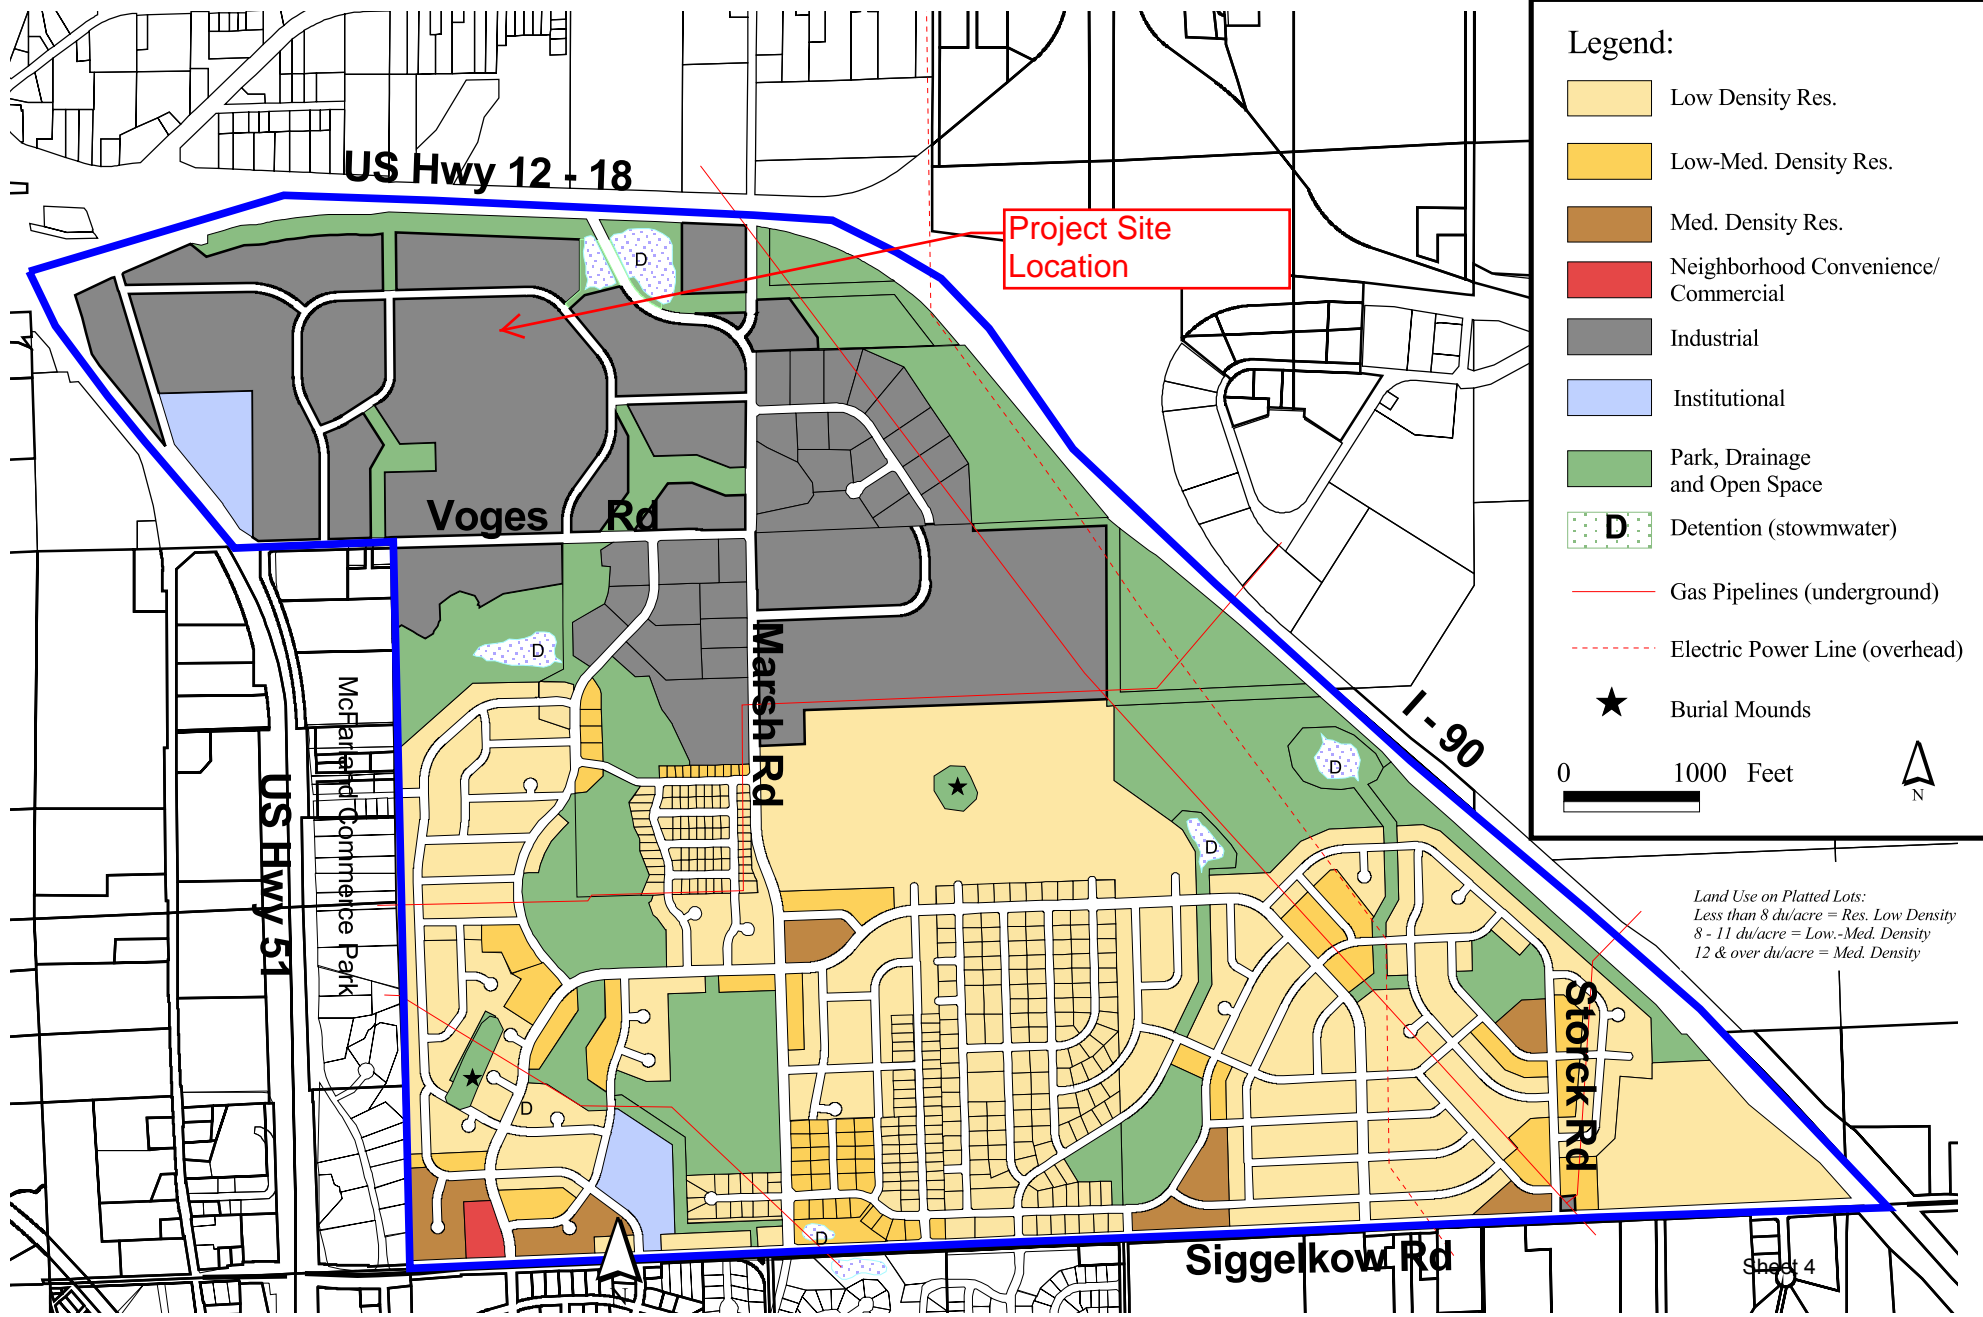 US Hwy 12 - 18
Project Site
Location
D
Voges Rd
D
Marsh Rd
McFarland Commerce Park
US Hwy 51
I - 90
D
D
D
D
Storck Rd
Siggelkow Rd
Sheet 4
N
Legend:
Low Density Res.
Low-Med. Density Res.
Med. Density Res.
Neighborhood Convenience/
Commercial
Industrial
Institutional
Park, Drainage
and Open Space
D
Detention (stowmwater)
Gas Pipelines (underground)
Electric Power Line (overhead)
Burial Mounds
0 1000 Feet
N
Land Use on Platted Lots:
Less than 8 du/acre = Res. Low Density
8 - 11 du/acre = Low.-Med. Density
12 & over du/acre = Med. Density